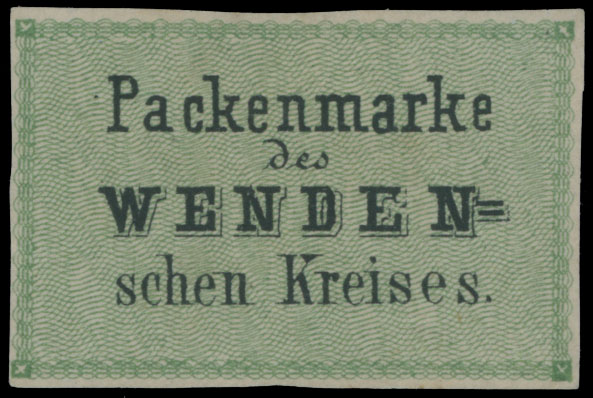 Packenmarke
des
WENDEN=
schen Kreises.